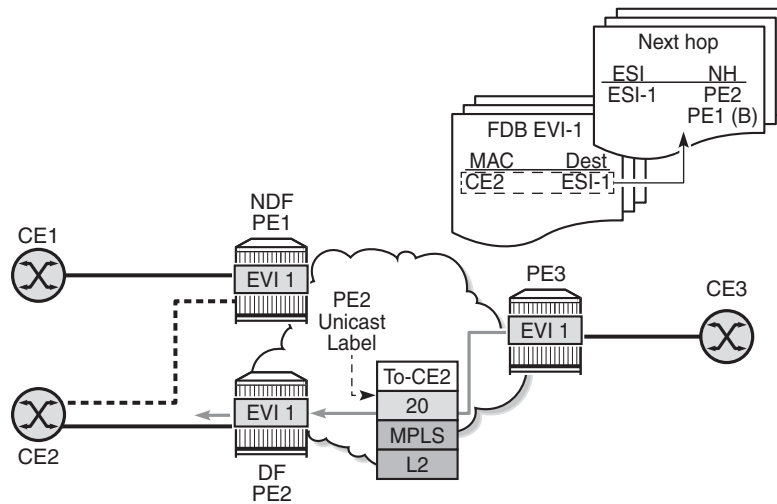 Next hop
ESI NH
ESI-1 PE2
PE1 (B)
FDB EVI-1
MAC Dest
CE2 ESI-1
NDF
PE1
CE1
EVI 1
PE2
Unicast
Label
PE3
CE3
EVI 1
To-CE2
20
MPLS
L2
EVI 1
CE2
DF
PE2